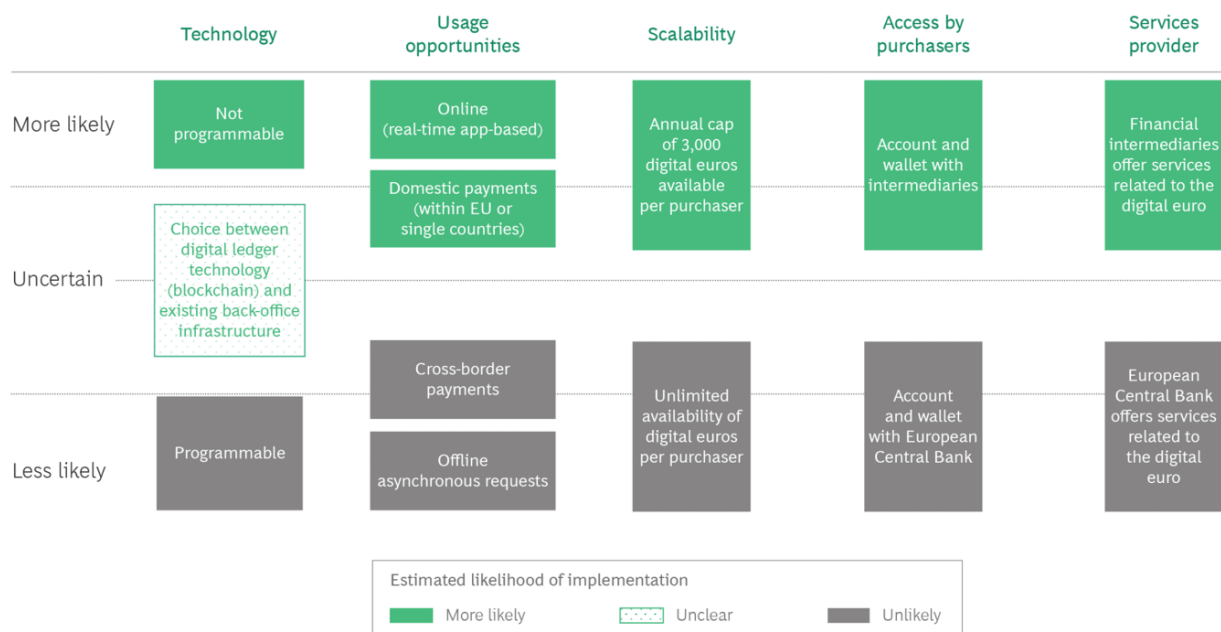 Technology
Usage
opportunities
Scalability
Access by
purchasers
Services
provider
More likely
Not
programmable
Online
(real-time app-based)
Domestic payments
(within EU or
single countries)
Annual cap
of 3,000
digital euros
available
per purchaser
Account and
wallet with
intermediaries
Financial
intermediaries
offer services
related to the
digital euro
Uncertain
Choice between
digital ledger
technology
(blockchain) and
existing back-office
infrastructure
Less likely
Programmable
Cross-border
payments
Offline
asynchronous requests
Unlimited
availability of
digital euros
per purchaser
Account
and wallet
with European
Central Bank
European
Central Bank
offers services
related to
the digital
euro
Estimated likelihood of implementation
More likely
Unclear
Unlikely